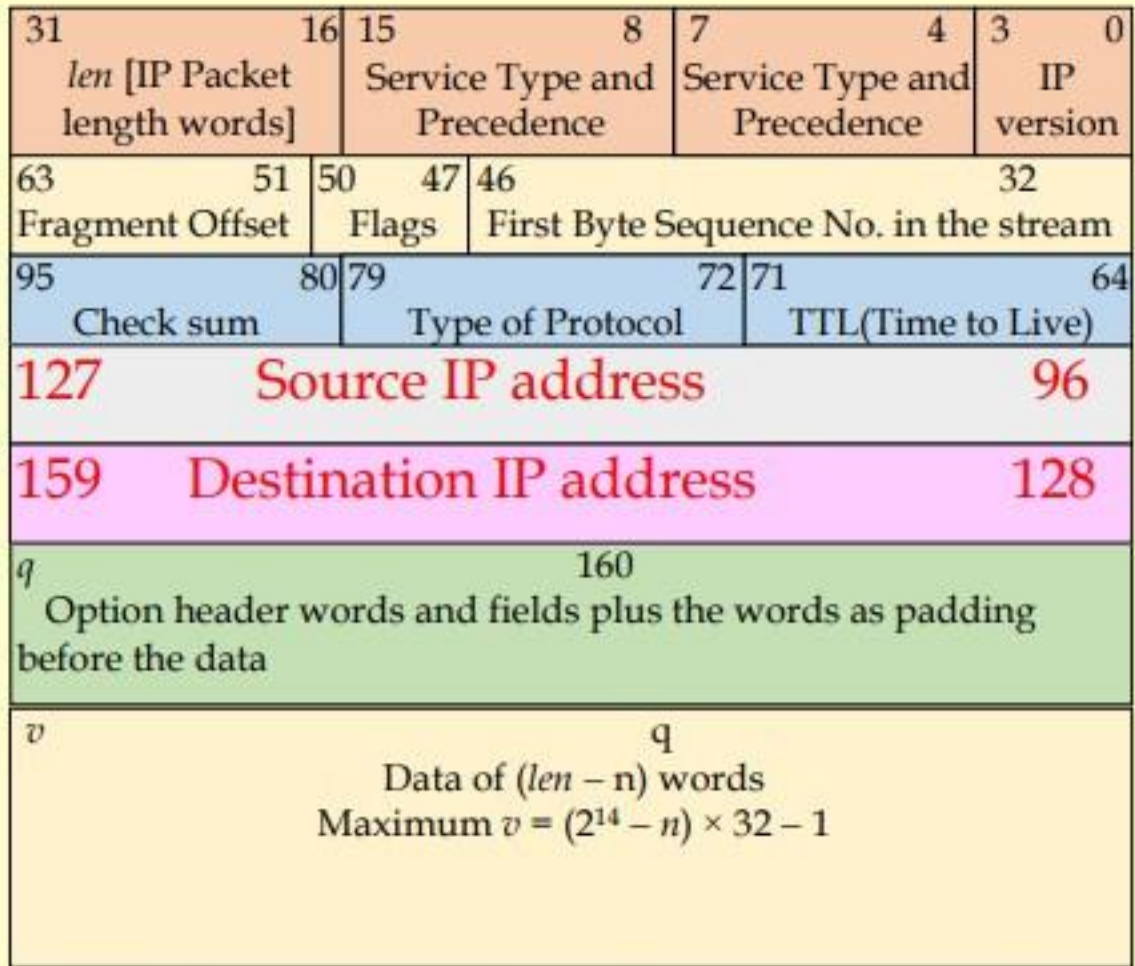 31 16 15 8 7 4 3 0
len [IP Packet Service Type and Service Type and IP
length words] Precedence Precedence version
63 51 50 47 46 32
Fragment Offset Flags First Byte Sequence No. in the stream
95 80 79 72 71 64
Check sum Type of Protocol TTL(Time to Live)
127 Source IP address 96
159 Destination IP address 128
q 160
Option header words and fields plus the words as padding
before the data
v q
Data of (len – n) words
Maximum v = (2¹⁴ – n) × 32 – 1